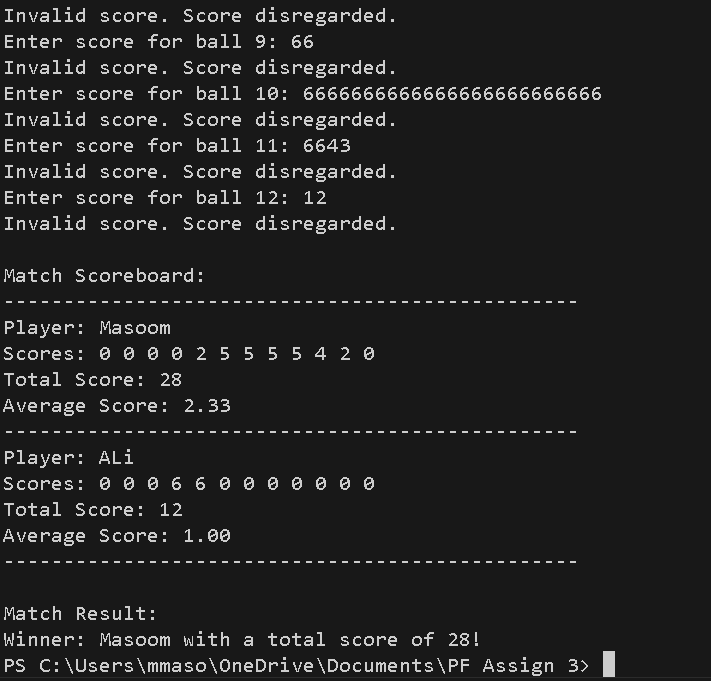 Invalid score. Score disregarded.
Enter score for ball 9: 66
Invalid score. Score disregarded.
Enter score for ball 10: 6666666666666666666666666
Invalid score. Score disregarded.
Enter score for ball 11: 6643
Invalid score. Score disregarded.
Enter score for ball 12: 12
Invalid score. Score disregarded.
Match Scoreboard:
------------------------------------------------
Player: Masoom
Scores: 0 0 0 0 2 5 5 5 5 4 2 0
Total Score: 28
Average Score: 2.33
------------------------------------------------
Player: ALi
Scores: 0 0 0 6 6 0 0 0 0 0 0 0
Total Score: 12
Average Score: 1.00
------------------------------------------------
Match Result:
Winner: Masoom with a total score of 28!
PS C:\Users\mmaso\OneDrive\Documents\PF Assign 3>